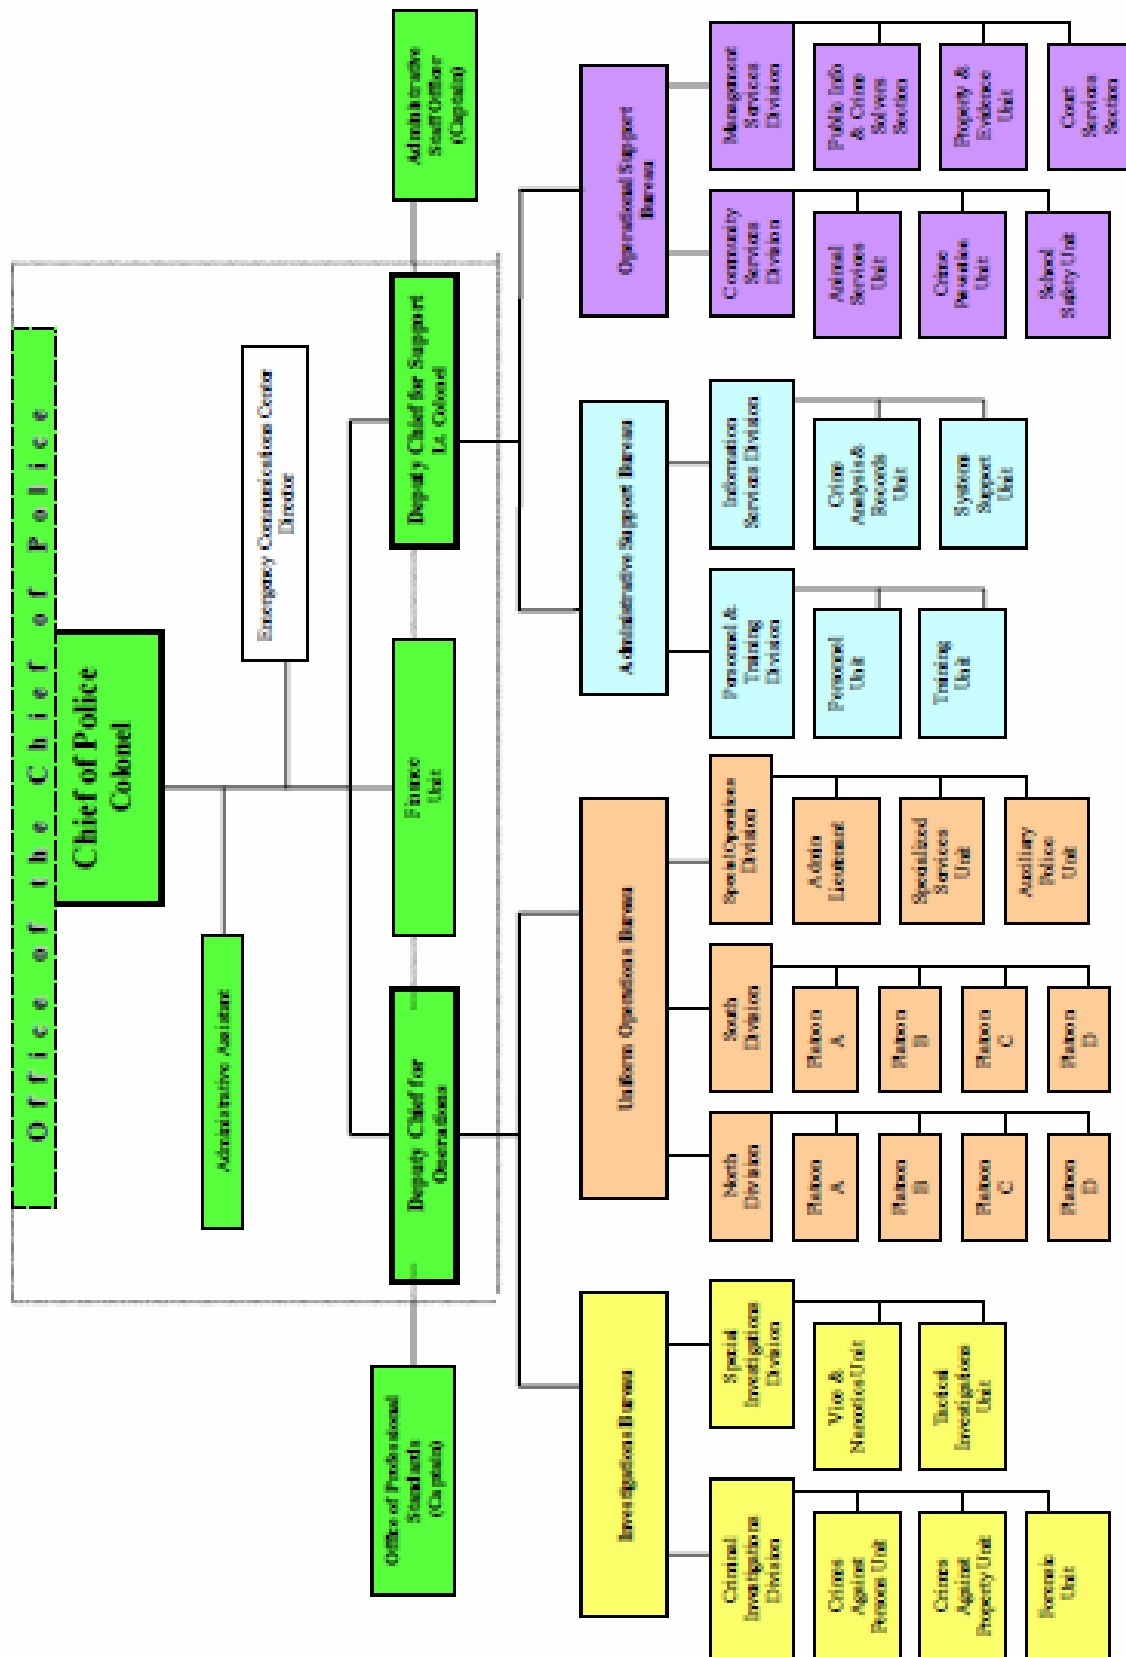 Office of the Chief of Police
Chief of Police
Colonel
Administrative Assistant
Emergency Communications Center
Director
Office of Professional
Standards
(Captain)
Deputy Chief for
Operations
Finance
Unit
Deputy Chief for Support
Lt. Colonel
Administrative
Staff Officer
(Captain)
Investigations Bureau
Uniform Operations Bureau
Administrative Support Bureau
Operational Support
Bureau
Criminal
Investigations
Division
Crimes
Against
Persons Unit
Crimes
Against
Property Unit
Forensic
Unit
Special
Investigations
Division
Vice &
Narcotics Unit
Tactical
Investigations
Unit
North
Division
Platoon
A
Platoon
B
Platoon
C
Platoon
D
South
Division
Platoon
A
Platoon
B
Platoon
C
Platoon
D
Special Operations
Division
Admin
Lieutenant
Specialized
Services
Unit
Auxiliary
Police
Unit
Personnel &
Training
Division
Personnel
Unit
Training
Unit
Information
Services Division
Crime
Analysis &
Records
Unit
Systems
Support
Unit
Community
Services
Division
Animal
Services
Unit
Crime
Prevention
Unit
School
Safety Unit
Management
Services
Division
Public Info
& Crime
Solvers
Section
Property &
Evidence
Unit
Court
Services
Section